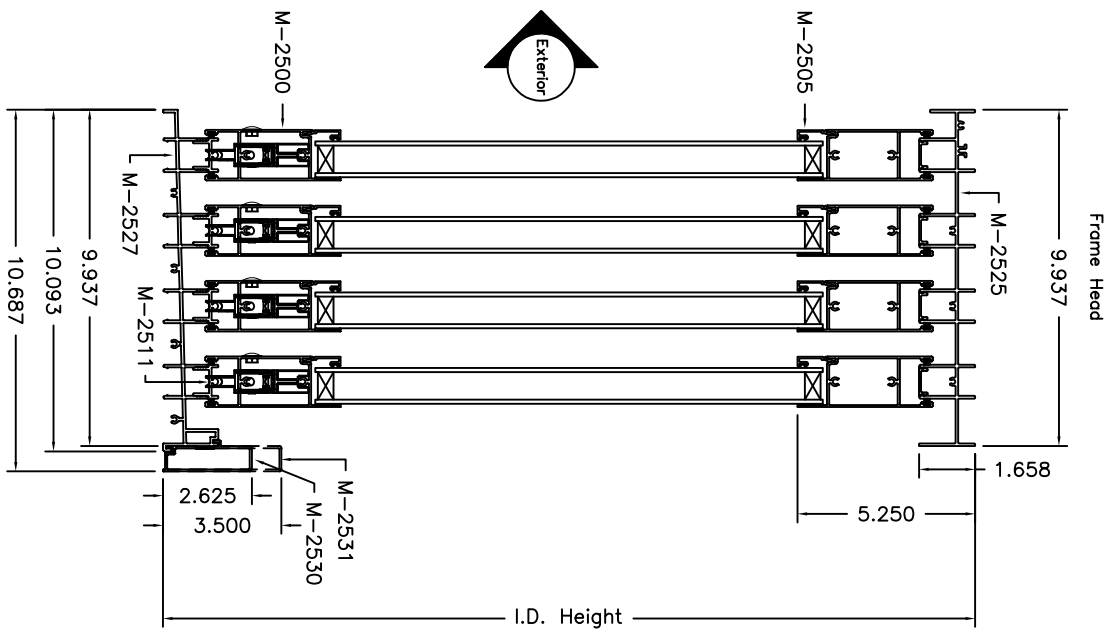 M-2500
Exterior
M-2505
Frame Head
9.937
M-2525
M-2527
M-2511
9.937
10.093
10.687
1.658
5.250
2.625
3.500
M-2530
M-2531
I.D. Height